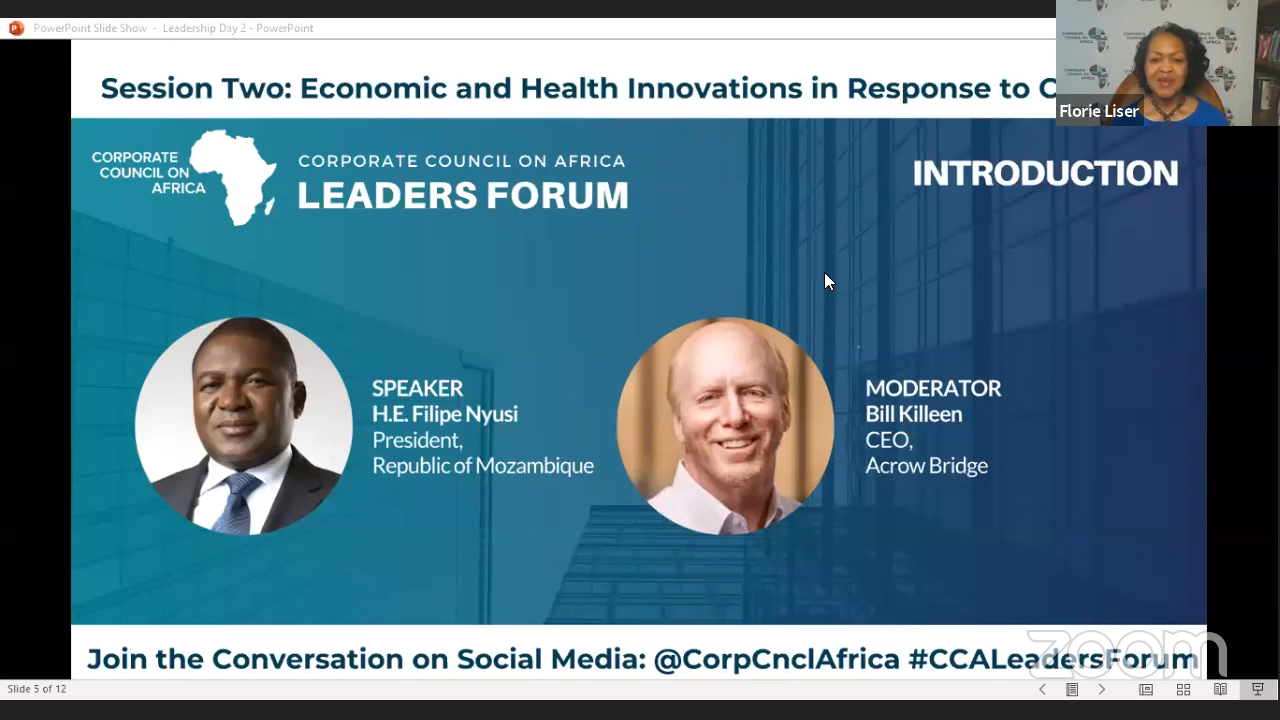 PowerPoint Slide Show - Leadership Day 2 - PowerPoint
Session Two: Economic and Health Innovations in Response to C
Florie Liser
CORPORATE
COUNCIL ON
AFRICA
CORPORATE COUNCIL ON AFRICA
LEADERS FORUM
INTRODUCTION
SPEAKER
H.E. Filipe Nyusi
President,
Republic of Mozambique
MODERATOR
Bill Killeen
CEO,
Acrow Bridge
Join the Conversation on Social Media: @CorpCnclAfrica #CCALeadersForum
zoom
Slide 5 of 12